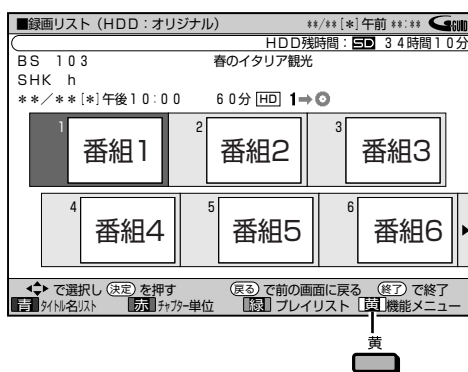 ■録画リスト（HDD：オリジナル） **/**[*]午前 **:** GGUIDE
HDD残時間：SD 34時間10分
BS 103 春のイタリア観光
SHK h
**／**[*]午後10：00 60分 HD 1➡◎
1 番組1 2 番組2 3 番組3
4 番組4 5 番組5 6 番組6
で選択し 決定 を押す 戻る で前の画面に戻る 終了 で終了
青 タイトル名リスト 赤 チャプター単位 緑 プレイリスト 黄 機能メニュー
黄